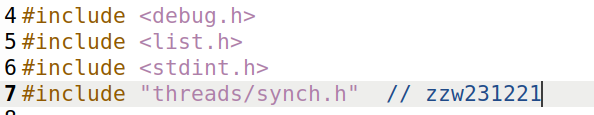 4 #include <debug.h>
5 #include <list.h>
6 #include <stdint.h>
7 #include "threads/synch.h"  // zzw231221